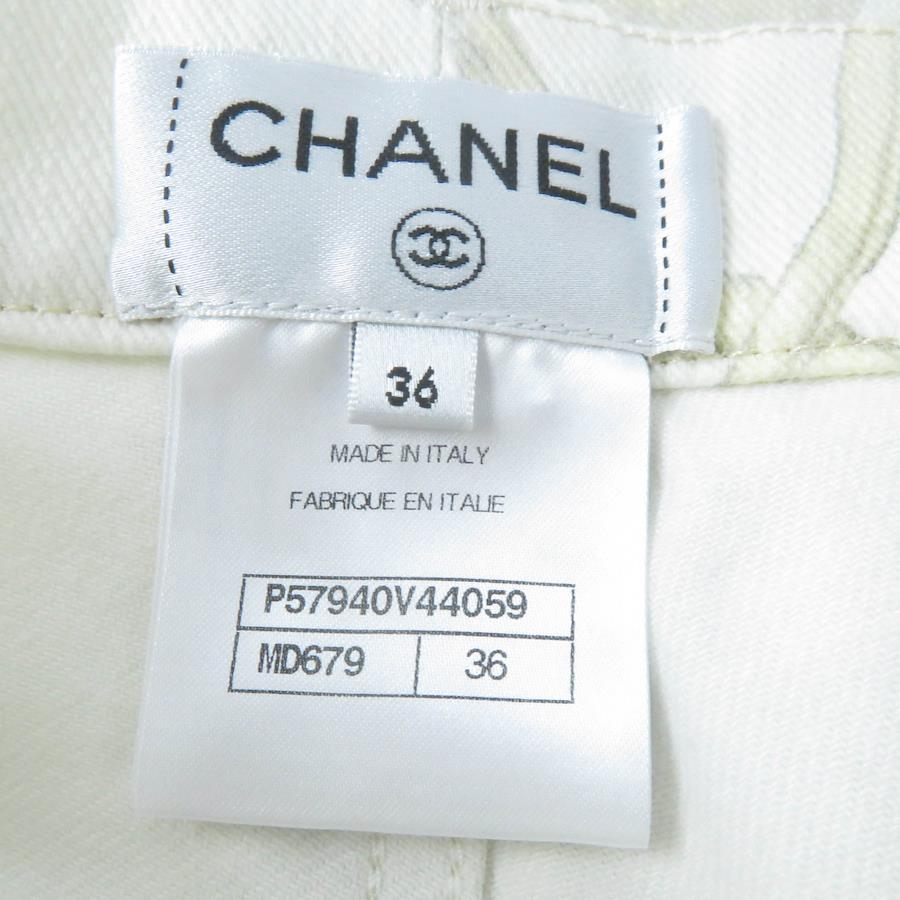 CHANEL
36
MADE IN ITALY
FABRIQUE EN ITALIE
P57940V44059
MD679 36